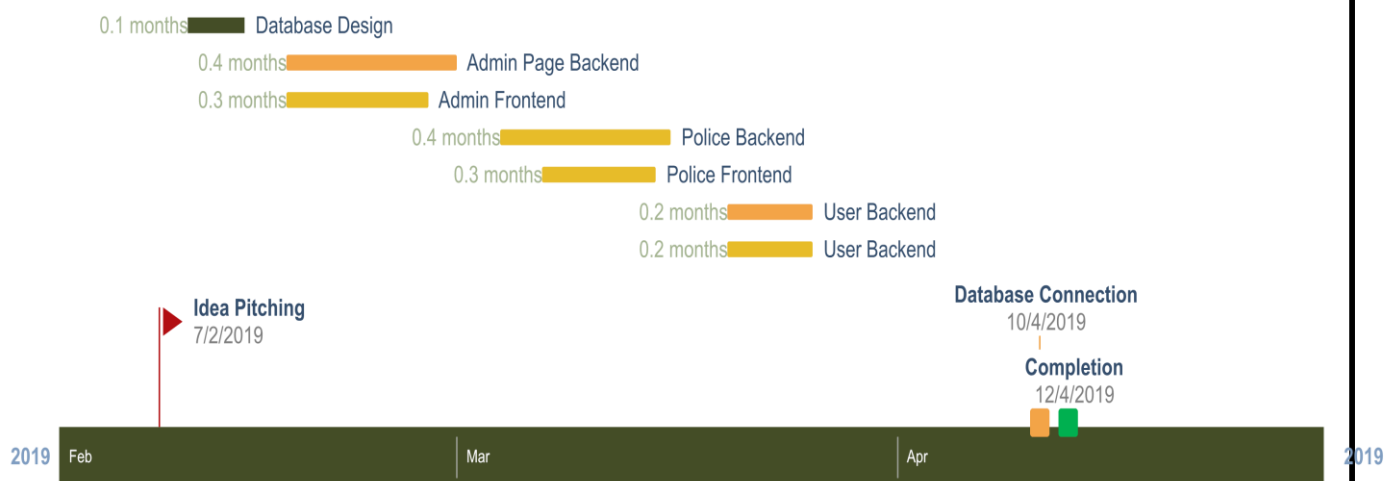 0.1 months Database Design
0.4 months Admin Page Backend
0.3 months Admin Frontend
0.4 months Police Backend
0.3 months Police Frontend
0.2 months User Backend
0.2 months User Backend
Idea Pitching
7/2/2019
Database Connection
10/4/2019
Completion
12/4/2019
2019 Feb Mar Apr 2019